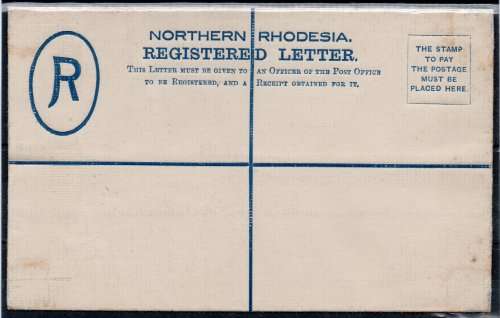 NORTHERN RHODESIA.
REGISTERED LETTER.
THIS LETTER MUST BE GIVEN TO AN OFFICER OF THE POST OFFICE
TO BE REGISTERED, AND A RECEIPT OBTAINED FOR IT.
R
THE STAMP
TO PAY
THE POSTAGE
MUST BE
PLACED HERE